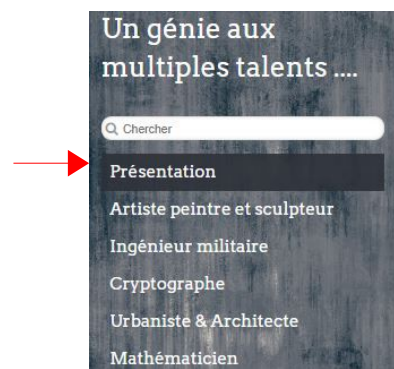 Un génie aux
multiples talents ....
Chercher
Présentation
Artiste peintre et sculpteur
Ingénieur militaire
Cryptographe
Urbaniste & Architecte
Mathématicien